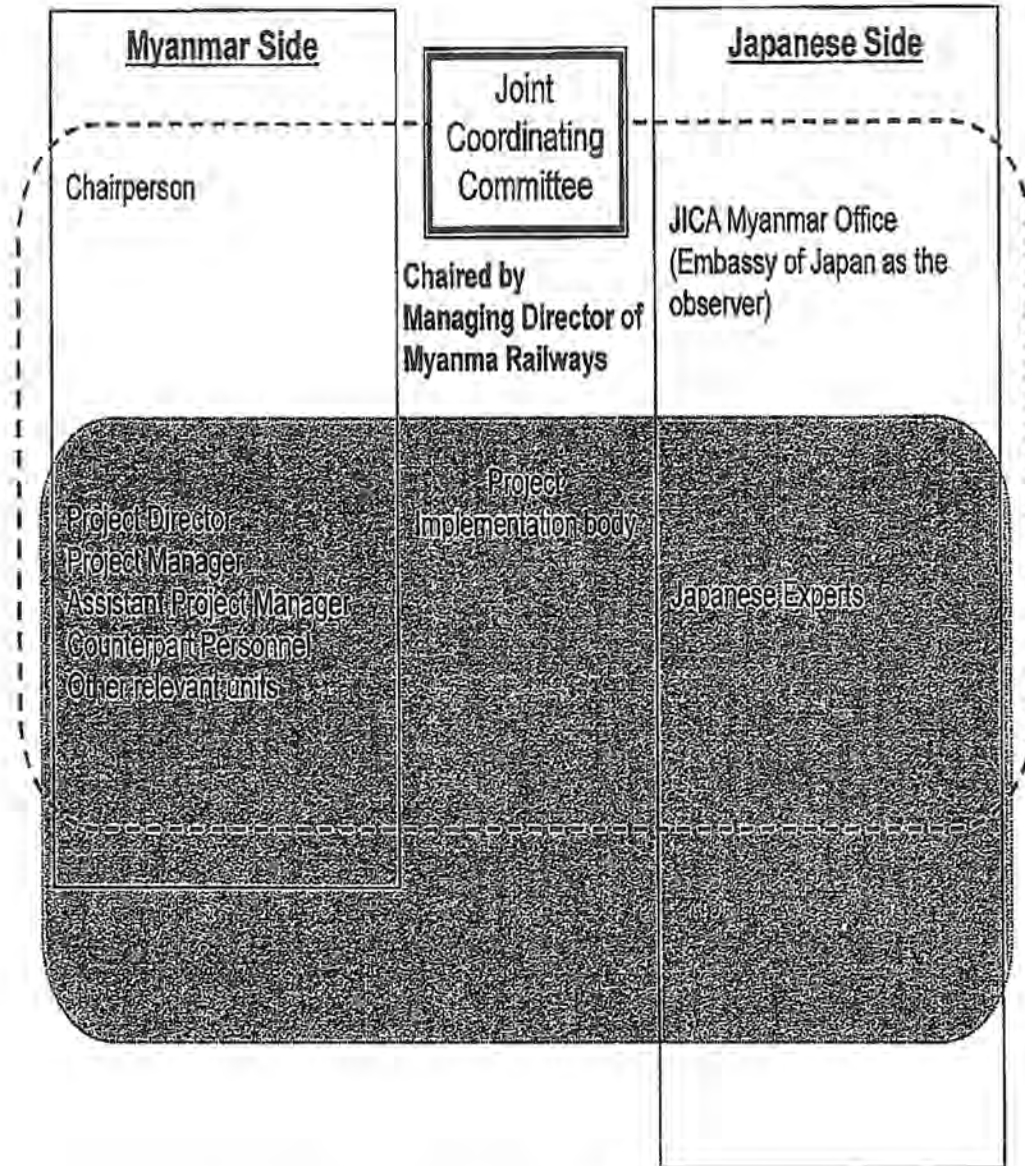 Myanmar Side
Chairperson
Project Director
Project Manager
Assistant Project Manager
Counterpart Personnel
Other relevant units
Joint
Coordinating
Committee
Chaired by
Managing Director of
Myanma Railways
Project
Implementation body
Japanese Side
JICA Myanmar Office
(Embassy of Japan as the
observer)
Japanese Experts